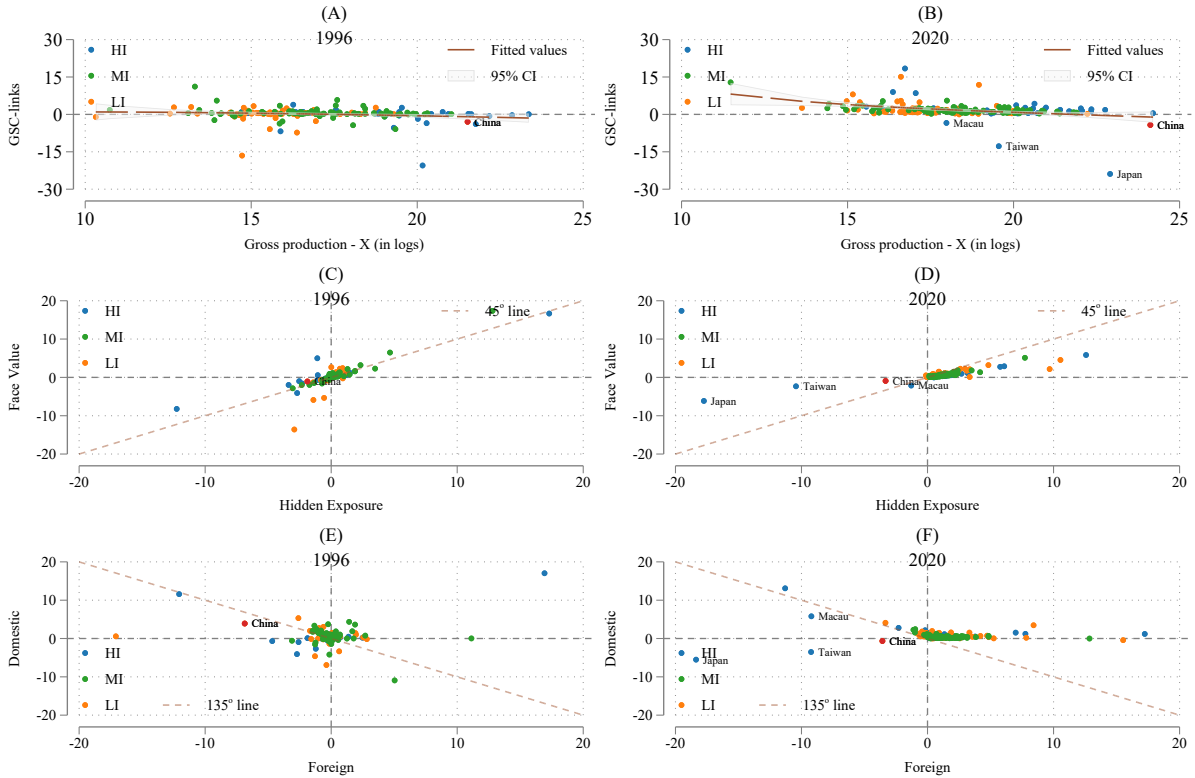 (A)
1996
30
15
0
-15
-30
GSC-links
HI
MI
LI
Fitted values
95% CI
China
10
15
20
25
Gross production - X (in logs)
(B)
2020
30
15
0
-15
-30
GSC-links
HI
MI
LI
Fitted values
95% CI
Macau
China
Taiwan
Japan
10
15
20
25
Gross production - X (in logs)
(C)
1996
20
10
0
-10
-20
Face Value
HI
MI
LI
45° line
China
-20
-10
0
10
20
Hidden Exposure
(D)
2020
20
10
0
-10
-20
Face Value
HI
MI
LI
45° line
China
Macau
Taiwan
Japan
-20
-10
0
10
20
Hidden Exposure
(E)
1996
20
10
0
-10
-20
Domestic
China
HI
MI
LI
135° line
-20
-10
0
10
20
Foreign
(F)
2020
20
10
0
-10
-20
Domestic
Macau
China
Taiwan
Japan
HI
MI
LI
135° line
-20
-10
0
10
20
Foreign